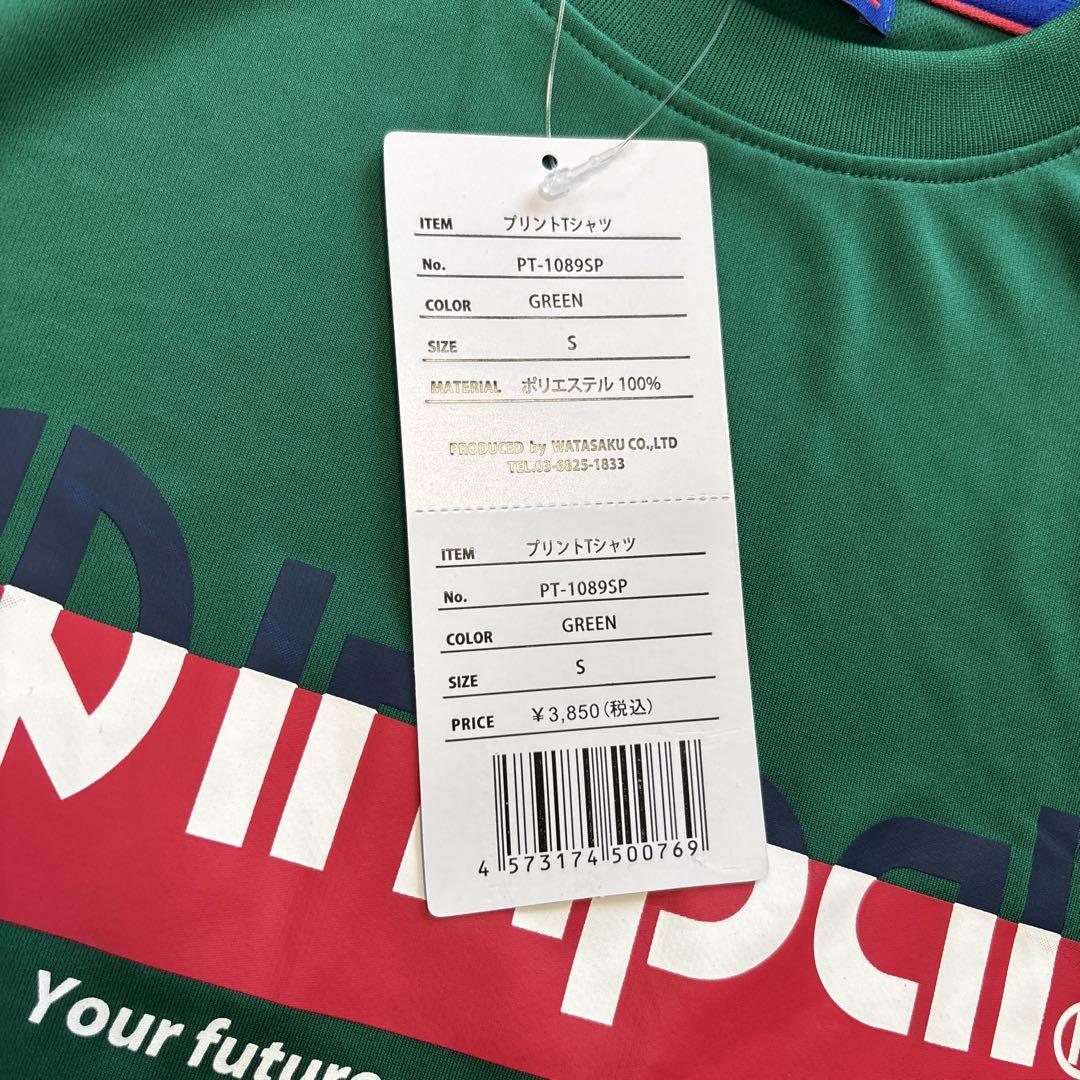 ITEM プリントTシャツ
No. PT-1089SP
COLOR GREEN
SIZE S
MATERIAL ポリエステル 100%
PRODUCED by WATASAKU CO.,LTD
TEL.03-6825-1833
ITEM プリントTシャツ
No. PT-1089SP
COLOR GREEN
SIZE S
PRICE ¥3,850(税込)
4 573174 500769
Your future